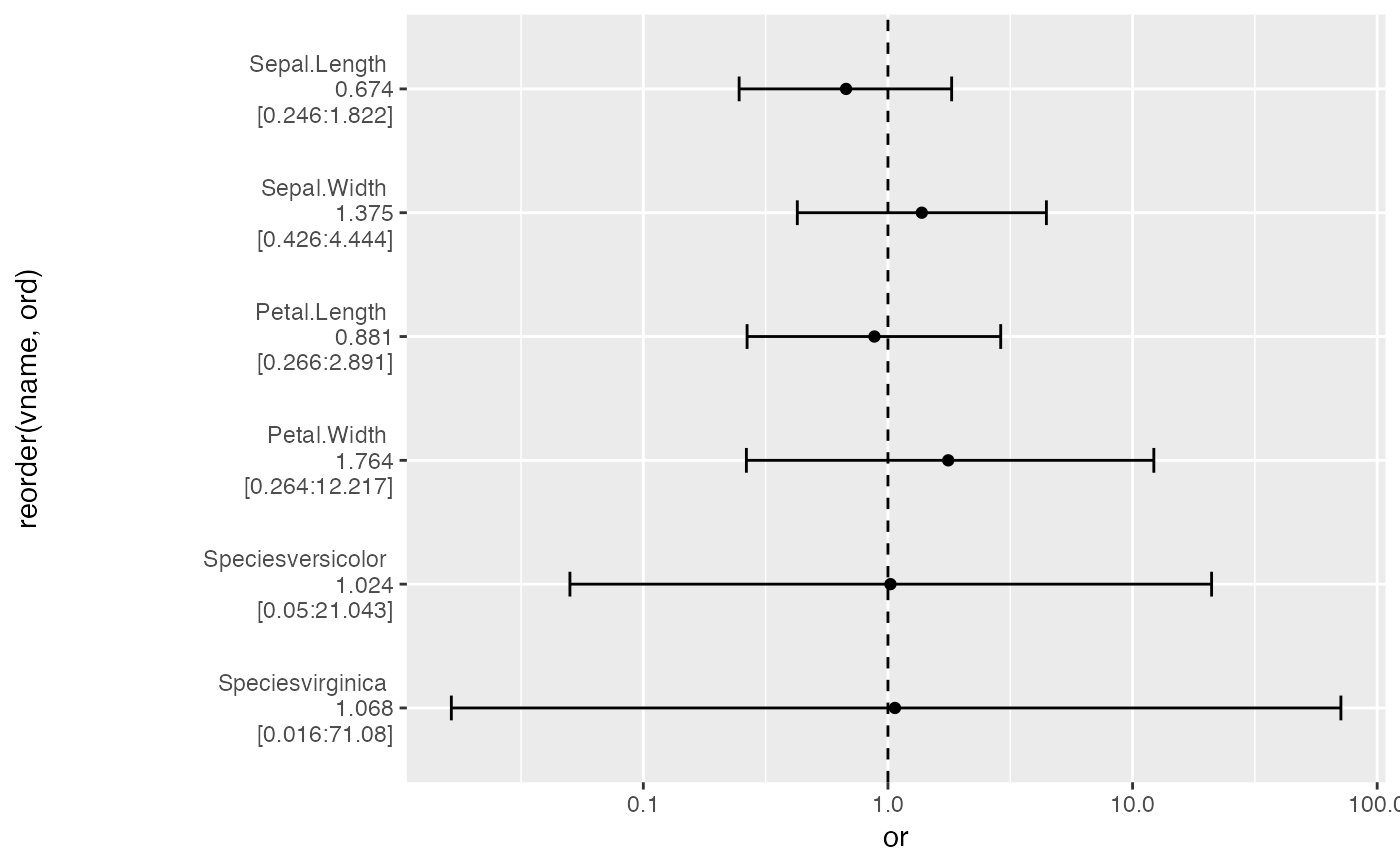 Sepal.Length
0.674
[0.246:1.822]
Sepal.Width
1.375
[0.426:4.444]
Petal.Length
0.881
[0.266:2.891]
Petal.Width
1.764
[0.264:12.217]
Speciesversicolor
1.024
[0.05:21.043]
Speciesvirginica
1.068
[0.016:71.08]
reorder(vname, ord)
0.1 1.0 10.0 100.0
or